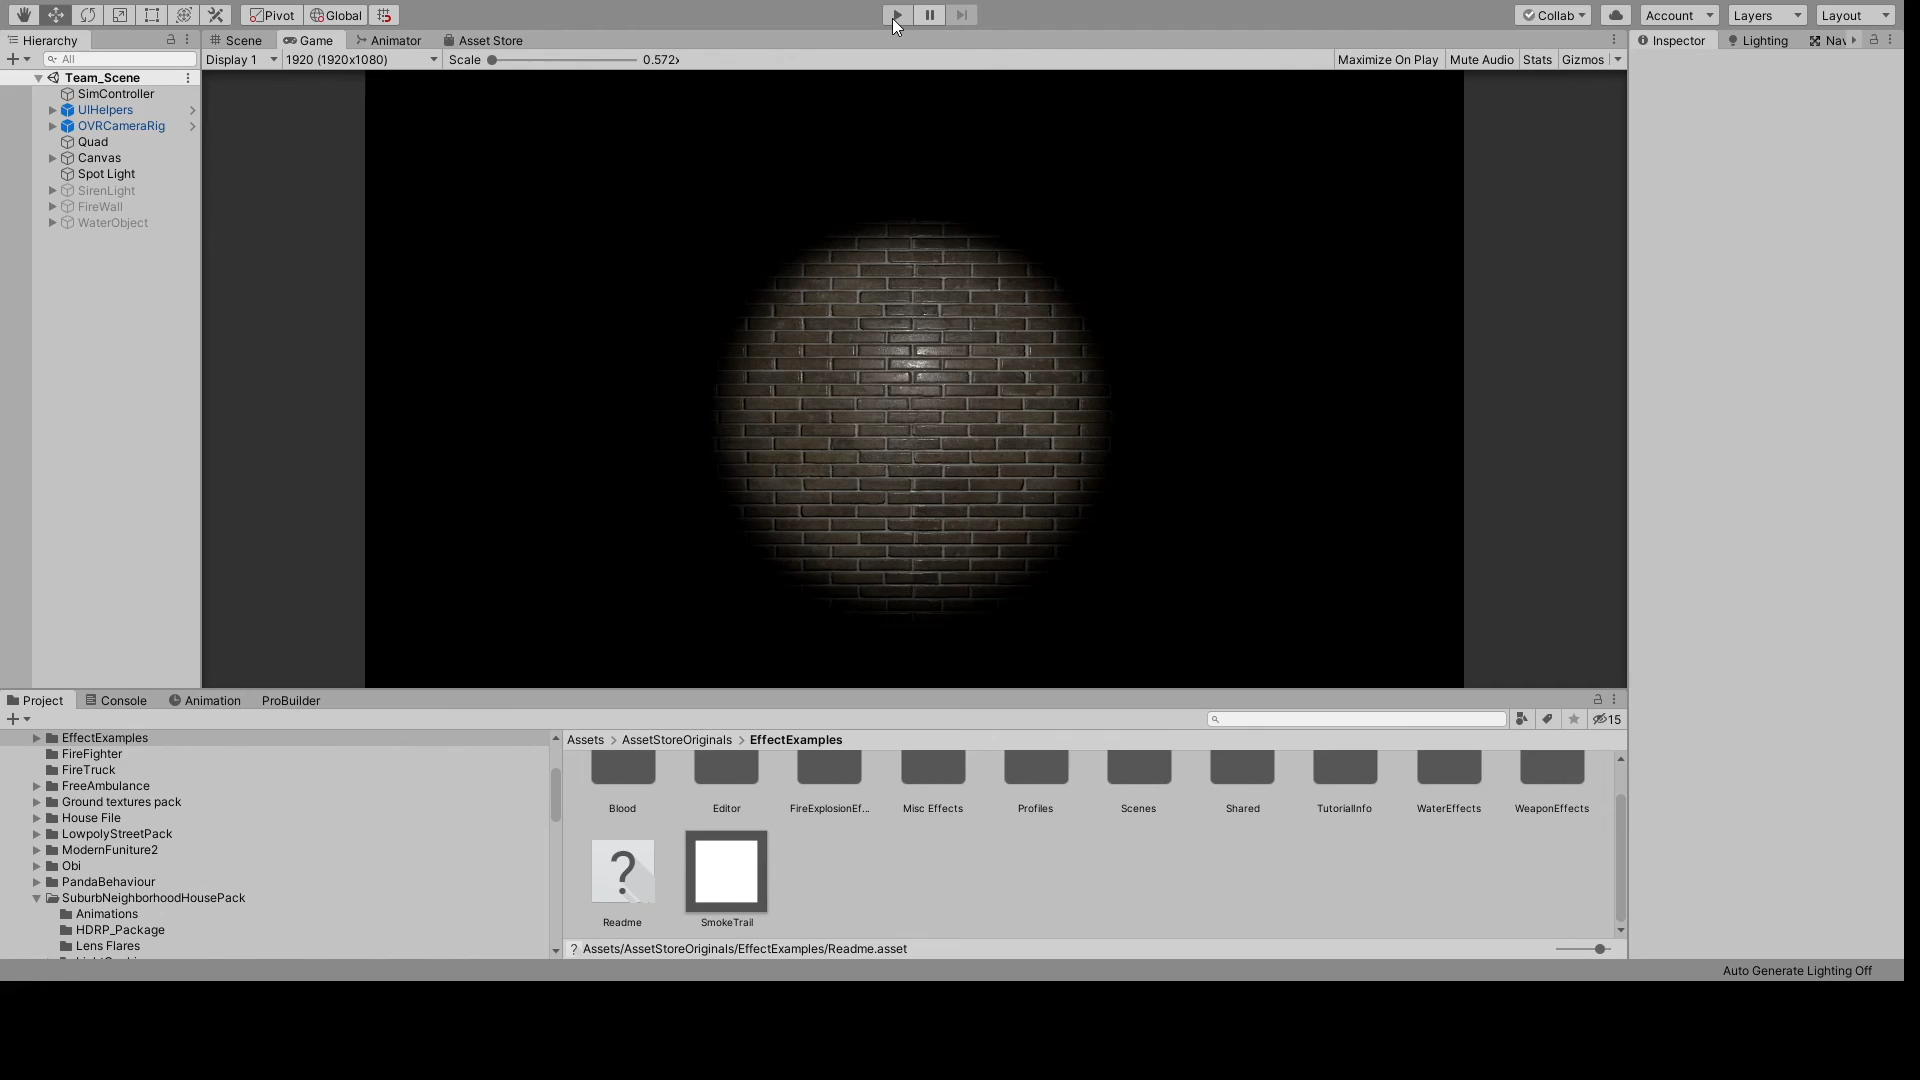 Pivot Global Collab Account Layers Layout
Hierarchy Scene Game Animator Asset Store Inspector Lighting Nav
All Display 1 1920 (1920x1080) Scale 0.572x Maximize On Play Mute Audio Stats Gizmos
Team_Scene
SimController
UIHelpers
OVRCameraRig
Quad
Canvas
Spot Light
SirenLight
FireWall
WaterObject
Project Console Animation ProBuilder
15
EffectExamples
FireFighter
FireTruck
FreeAmbulance
Ground textures pack
House File
LowpolyStreetPack
ModernFuniture2
Obi
PandaBehaviour
SuburbNeighborhoodHousePack
Animations
HDRP_Package
Lens Flares
Assets > AssetStoreOriginals > EffectExamples
Blood Editor FireExplosionEf... Misc Effects Profiles Scenes Shared TutorialInfo WaterEffects WeaponEffects
Readme SmokeTrail
Assets/AssetStoreOriginals/EffectExamples/Readme.asset
Auto Generate Lighting Off